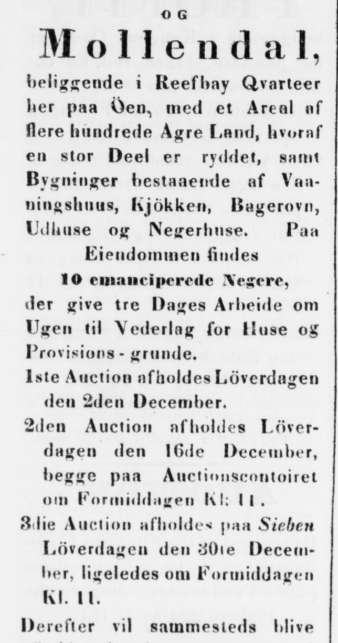 OG
Mollendal,
beliggende i Reefbay Qvarteer
her paa Öen, med et Areal af
flere hundrede Agre Land, hvoraf
en stor Deel er ryddet, samt
Bygninger bestaaende af Vaa-
ningshuus, Kjökken, Bagerovn,
Udhuse og Negerhuse. Paa
Eiendommen findes
10 emanciperede Negere,
der give tre Dages Arbeide om
Ugen til Vederlag for Huse og
Provisions-grunde.
1ste Auction afholdes Löverdagen
den 2den December.
2den Auction afholdes Löver-
dagen den 16de December,
begge paa Auctionscontoiret
om Formiddagen Kl: 11.
3die Auction afholdes paa Sieben
Löverdagen den 30te Decem-
ber, ligeledes om Formiddagen
Kl. 11.
Derefter vil sammesteds blive